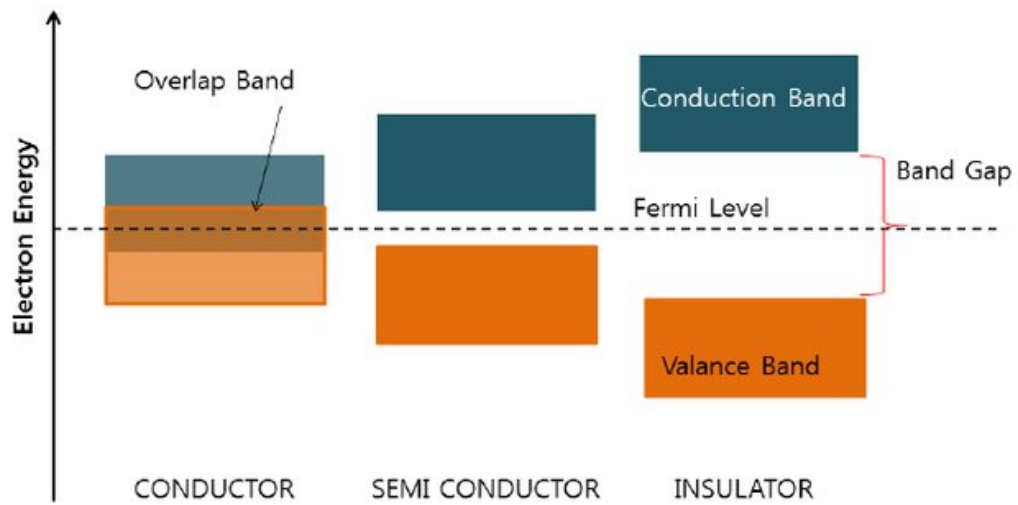 Overlap Band
Conduction Band
Band Gap
Fermi Level
Electron Energy
Valance Band
CONDUCTOR
SEMI CONDUCTOR
INSULATOR